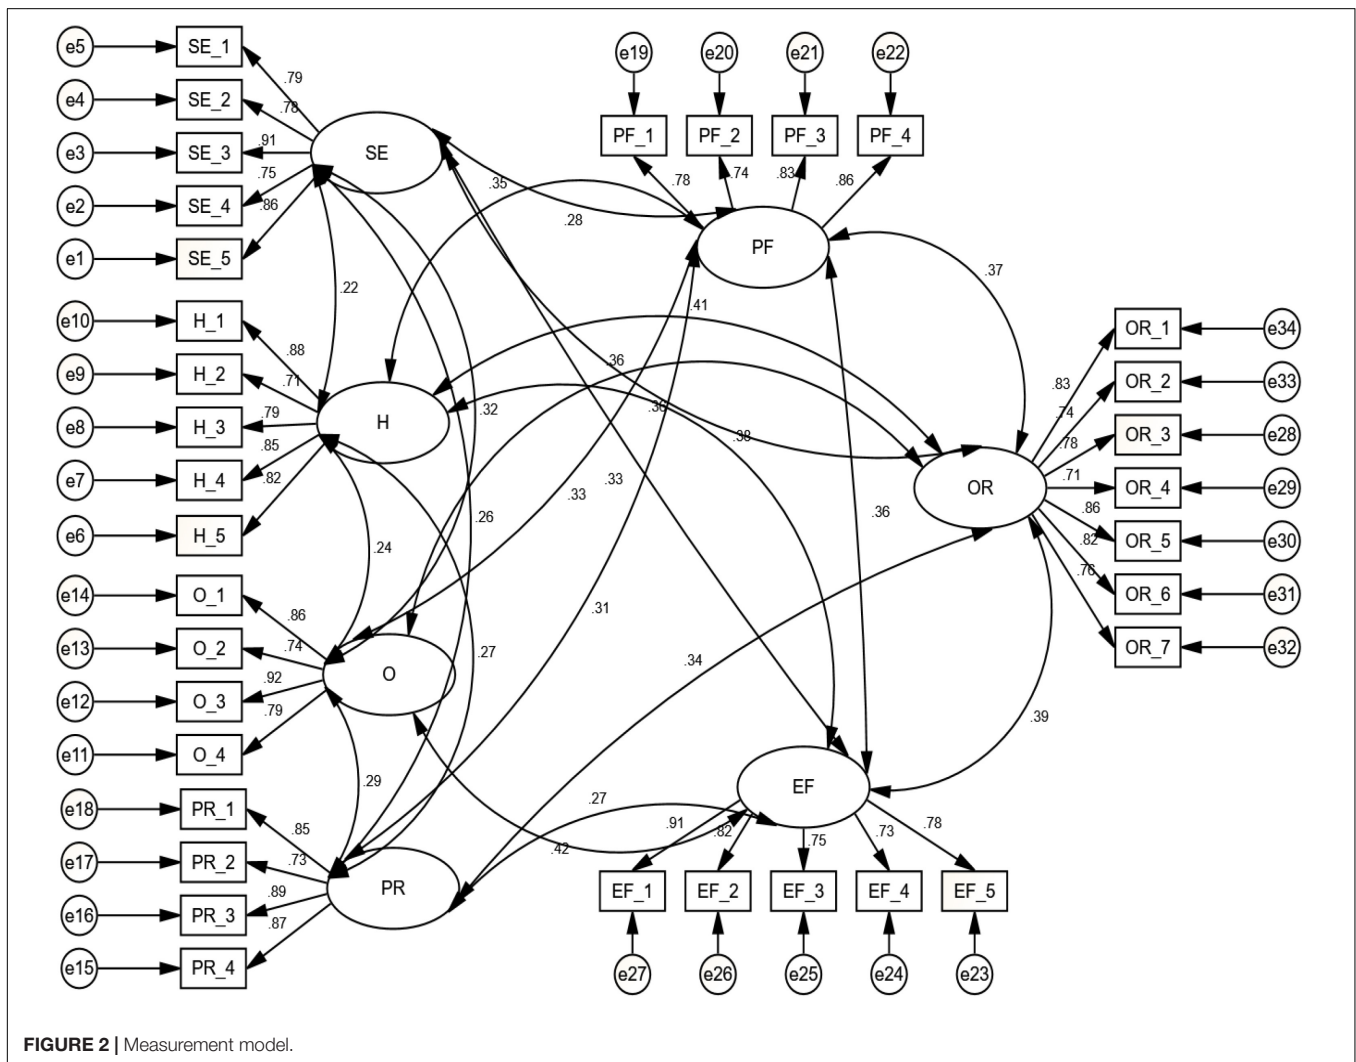 e5 SE_1
.79
e4 SE_2
.78
e3 SE_3
.91
e2 SE_4
.75
e1 SE_5
.86
SE
e10 H_1
.88
e9 H_2
.71
e8 H_3
.79
e7 H_4
.85
e6 H_5
.82
H
e14 O_1
.86
e13 O_2
.74
e12 O_3
.92
e11 O_4
.79
O
e18 PR_1
.85
e17 PR_2
.73
e16 PR_3
.89
e15 PR_4
.87
PR
.22
.24
.29
.32
.26
.27
e19 e20 e21 e22
PF_1 PF_2 PF_3 PF_4
.78 .74 .83 .86
PF
.35
.28
.37
.41
.36
.36
.38
.33
.33
.36
.31
.34
.39
.27
.42
OR
OR_1 e34
.83
OR_2 e33
.74
OR_3 e28
.78
OR_4 e29
.71
OR_5 e30
.86
OR_6 e31
.82
OR_7 e32
.76
EF
.91 .82 .75 .73 .78
EF_1 EF_2 EF_3 EF_4 EF_5
e27 e26 e25 e24 e23
FIGURE 2 | Measurement model.